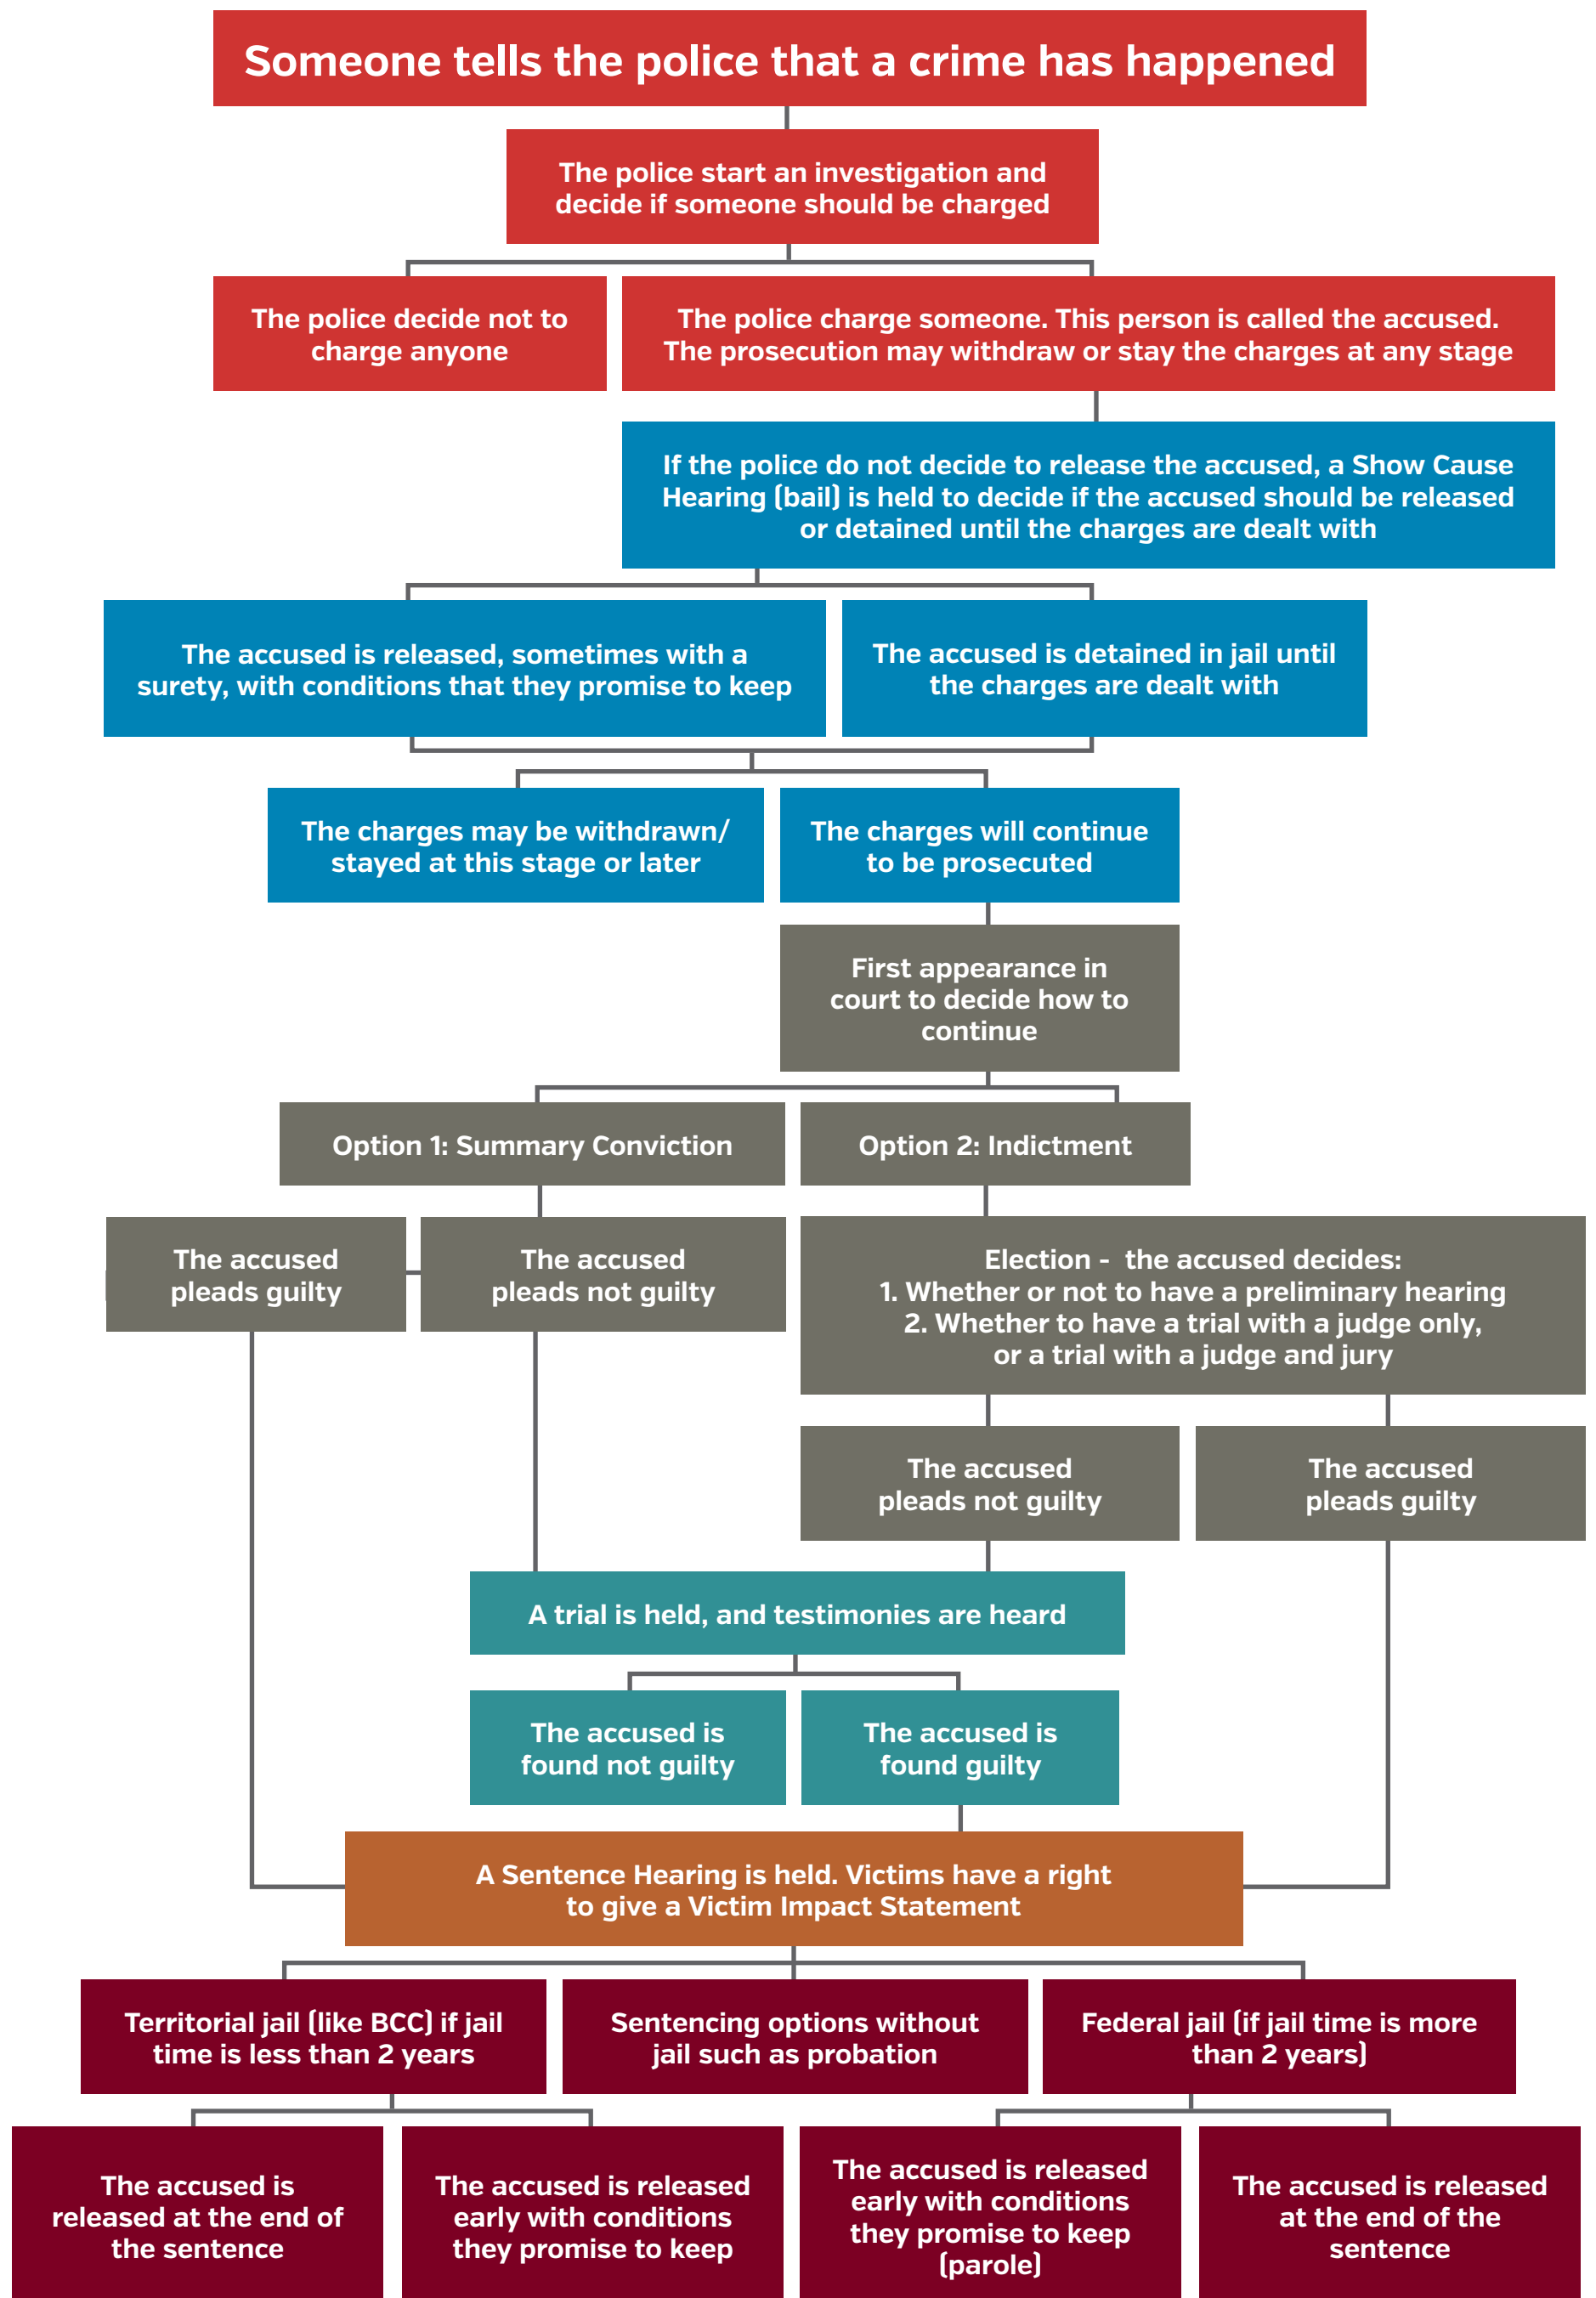 Someone tells the police that a crime has happened
The police start an investigation and
decide if someone should be charged
The police decide not to
charge anyone
The police charge someone. This person is called the accused.
The prosecution may withdraw or stay the charges at any stage
If the police do not decide to release the accused, a Show Cause
Hearing (bail) is held to decide if the accused should be released
or detained until the charges are dealt with
The accused is released, sometimes with a
surety, with conditions that they promise to keep
The accused is detained in jail until
the charges are dealt with
The charges may be withdrawn/
stayed at this stage or later
The charges will continue
to be prosecuted
First appearance in
court to decide how to
continue
Option 1: Summary Conviction
Option 2: Indictment
The accused
pleads guilty
The accused
pleads not guilty
Election - the accused decides:
1. Whether or not to have a preliminary hearing
2. Whether to have a trial with a judge only,
or a trial with a judge and jury
The accused
pleads not guilty
The accused
pleads guilty
A trial is held, and testimonies are heard
The accused is
found not guilty
The accused is
found guilty
A Sentence Hearing is held. Victims have a right
to give a Victim Impact Statement
Territorial jail (like BCC) if jail
time is less than 2 years
Sentencing options without
jail such as probation
Federal jail (if jail time is more
than 2 years)
The accused is
released at the end of
the sentence
The accused is released
early with conditions
they promise to keep
The accused is released
early with conditions
they promise to keep
(parole)
The accused is released
at the end of the
sentence